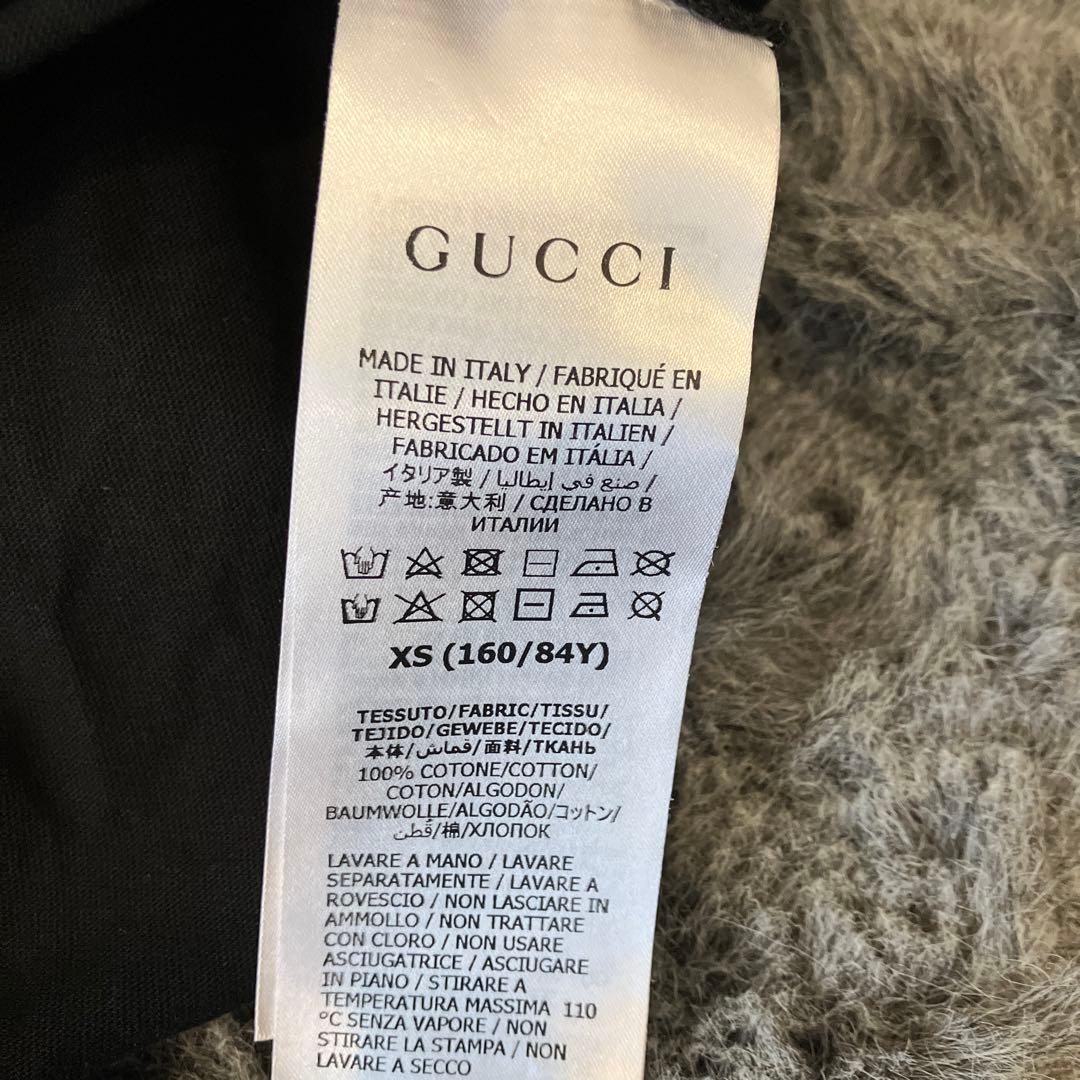 GUCCI
MADE IN ITALY / FABRIQUÉ EN
ITALIE / HECHO EN ITALIA /
HERGESTELLT IN ITALIEN /
FABRICADO EM ITÁLIA /
イタリア製 / صنع في إيطاليا /
产地:意大利 / СДЕЛАНО В
ИТАЛИИ
XS (160/84Y)
TESSUTO/FABRIC/TISSU/
TEJIDO/GEWEBE/TECIDO/
本体/قماش/面料/ТКАНЬ
100% COTONE/COTTON/
COTON/ALGODON/
BAUMWOLLE/ALGODÃO/コットン/
قُطن/棉/ХЛОПОК
LAVARE A MANO / LAVARE
SEPARATAMENTE / LAVARE A
ROVESCIO / NON LASCIARE IN
AMMOLLO / NON TRATTARE
CON CLORO / NON USARE
ASCIUGATRICE / ASCIUGARE
IN PIANO / STIRARE A
TEMPERATURA MASSIMA 110
°C SENZA VAPORE / NON
STIRARE LA STAMPA / NON
LAVARE A SECCO